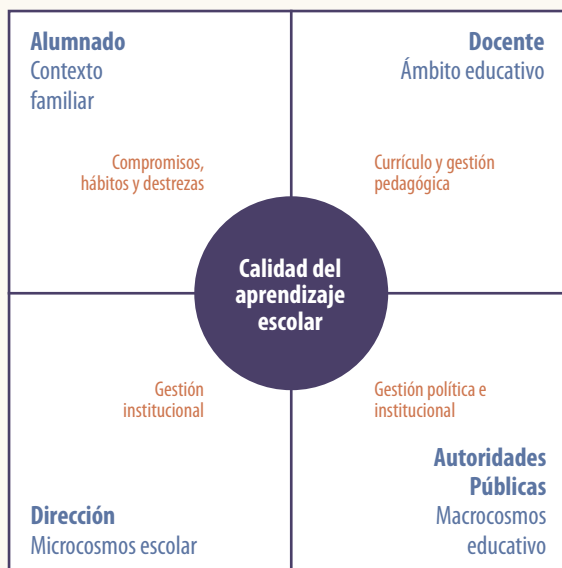 Alumnado
Contexto
familiar
Compromisos,
hábitos y destrezas
Docente
Ámbito educativo
Currículo y gestión
pedagógica
Calidad del
aprendizaje
escolar
Gestión
institucional
Dirección
Microcosmos escolar
Gestión política e
institucional
Autoridades
Públicas
Macrocosmos
educativo